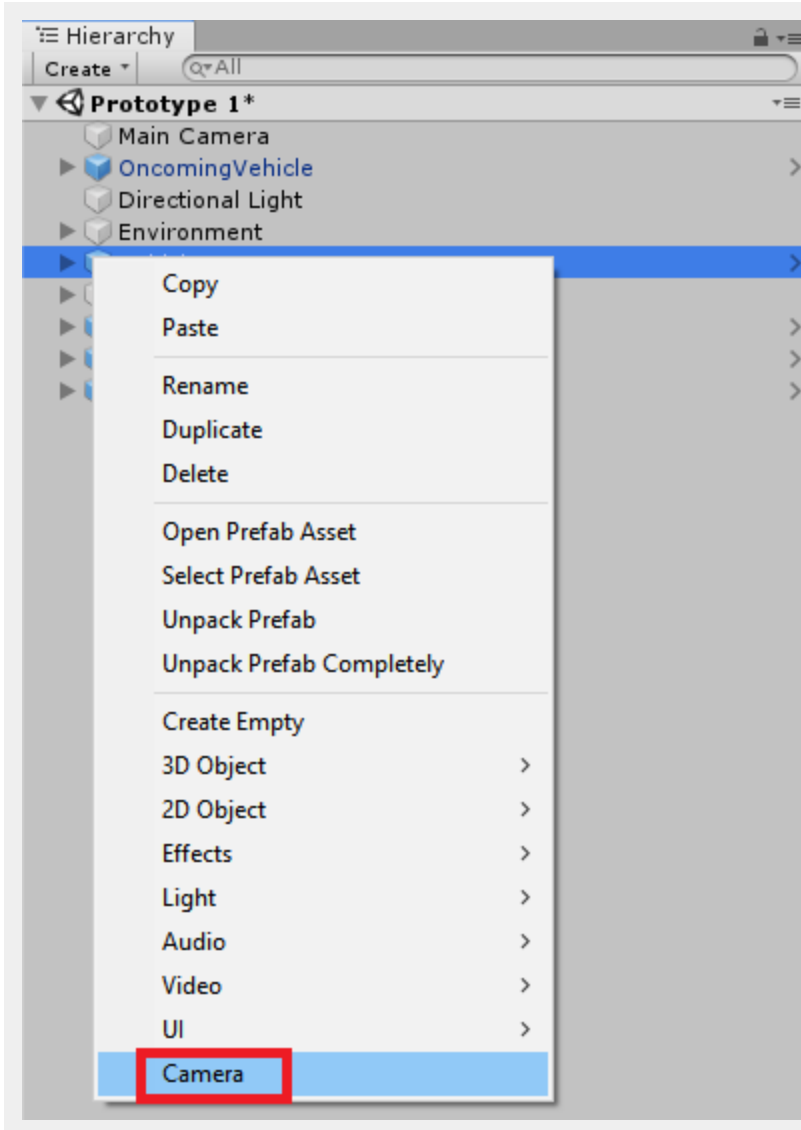 Hierarchy
Create All
Prototype 1*
Main Camera
OncomingVehicle
Directional Light
Environment
Copy
Paste
Rename
Duplicate
Delete
Open Prefab Asset
Select Prefab Asset
Unpack Prefab
Unpack Prefab Completely
Create Empty
3D Object
2D Object
Effects
Light
Audio
Video
UI
Camera